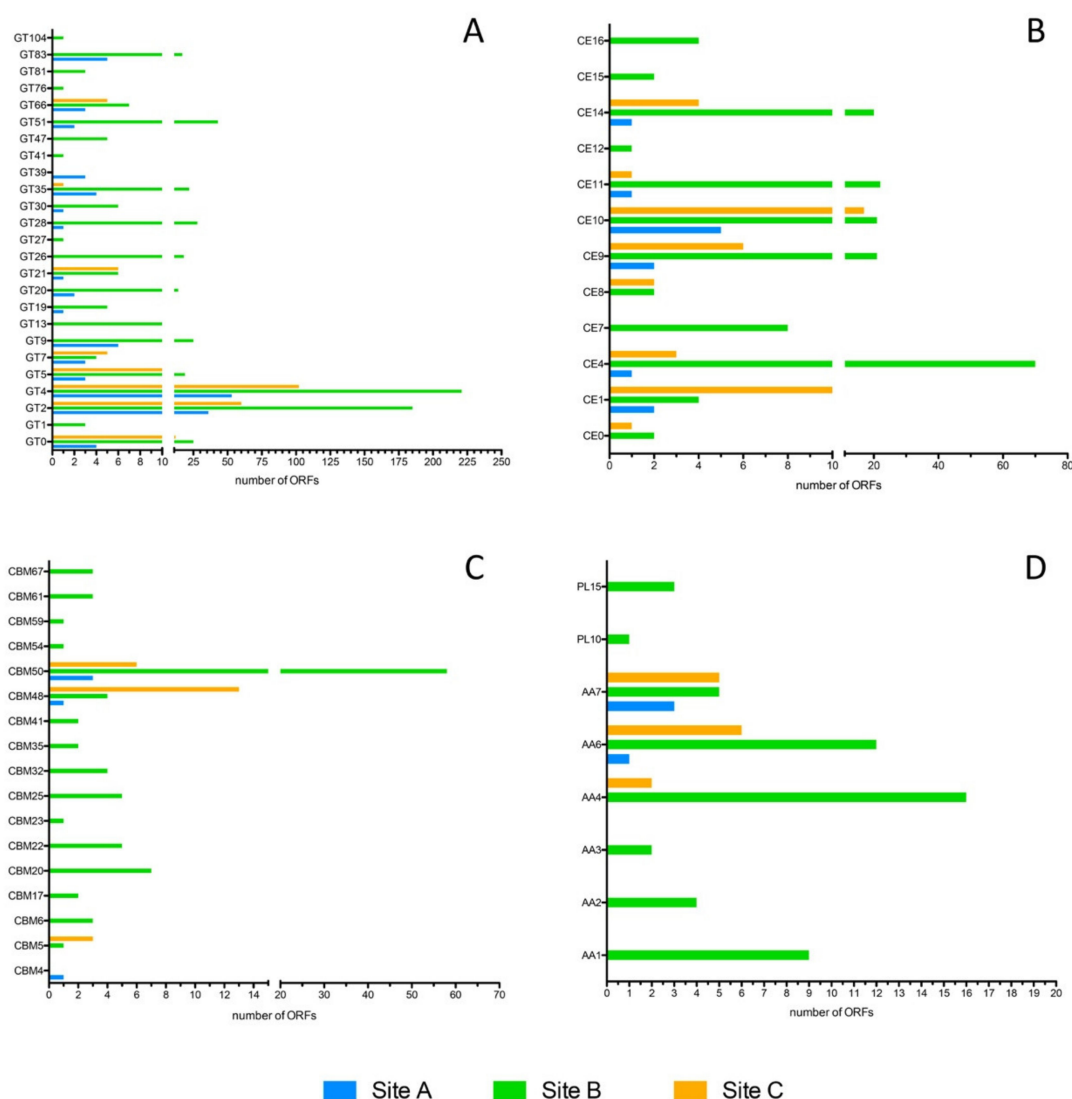 A
GT104
GT83
GT81
GT76
GT66
GT51
GT47
GT41
GT39
GT35
GT30
GT28
GT27
GT26
GT21
GT20
GT19
GT13
GT9
GT7
GT5
GT4
GT2
GT1
GT0
0 2 4 6 8 10 25 50 75 100 125 150 175 200 225 250
number of ORFs
B
CE16
CE15
CE14
CE12
CE11
CE10
CE9
CE8
CE7
CE4
CE1
CE0
0 2 4 6 8 10 20 40 60 80
number of ORFs
C
CBM67
CBM61
CBM59
CBM54
CBM50
CBM48
CBM41
CBM35
CBM32
CBM25
CBM23
CBM22
CBM20
CBM17
CBM6
CBM5
CBM4
0 2 4 6 8 10 12 14 20 30 40 50 60 70
number of ORFs
D
PL15
PL10
AA7
AA6
AA4
AA3
AA2
AA1
0 1 2 3 4 5 6 7 8 9 10 11 12 13 14 15 16 17 18 19 20
number of ORFs
Site A Site B Site C